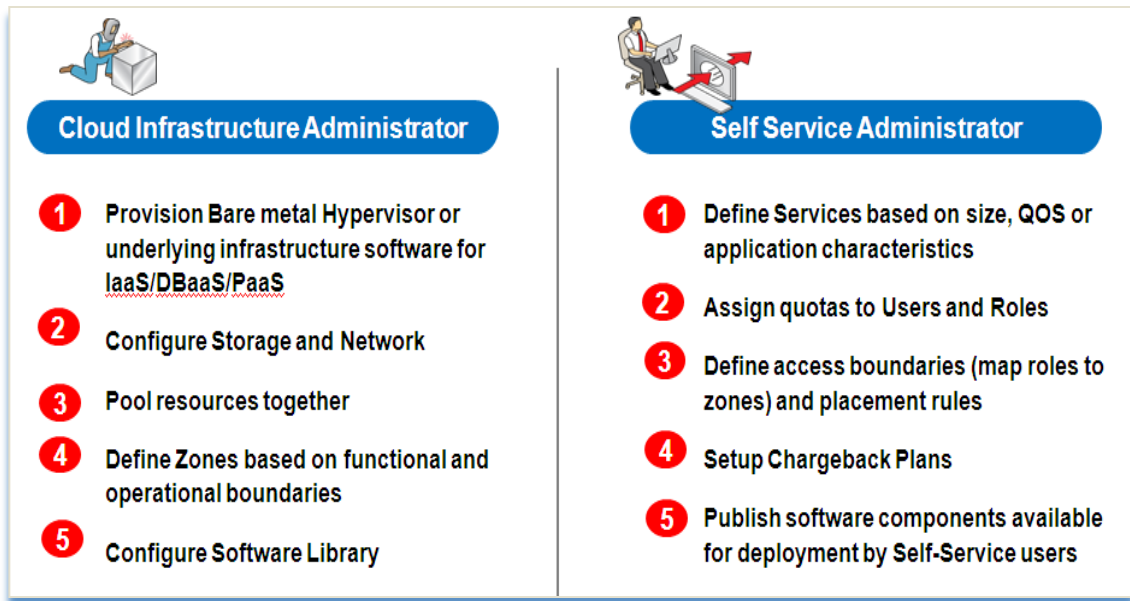 Cloud Infrastructure Administrator
1 Provision Bare metal Hypervisor or
underlying infrastructure software for
IaaS/DBaaS/PaaS
2 Configure Storage and Network
3 Pool resources together
4 Define Zones based on functional and
operational boundaries
5 Configure Software Library
Self Service Administrator
1 Define Services based on size, QOS or
application characteristics
2 Assign quotas to Users and Roles
3 Define access boundaries (map roles to
zones) and placement rules
4 Setup Chargeback Plans
5 Publish software components available
for deployment by Self-Service users